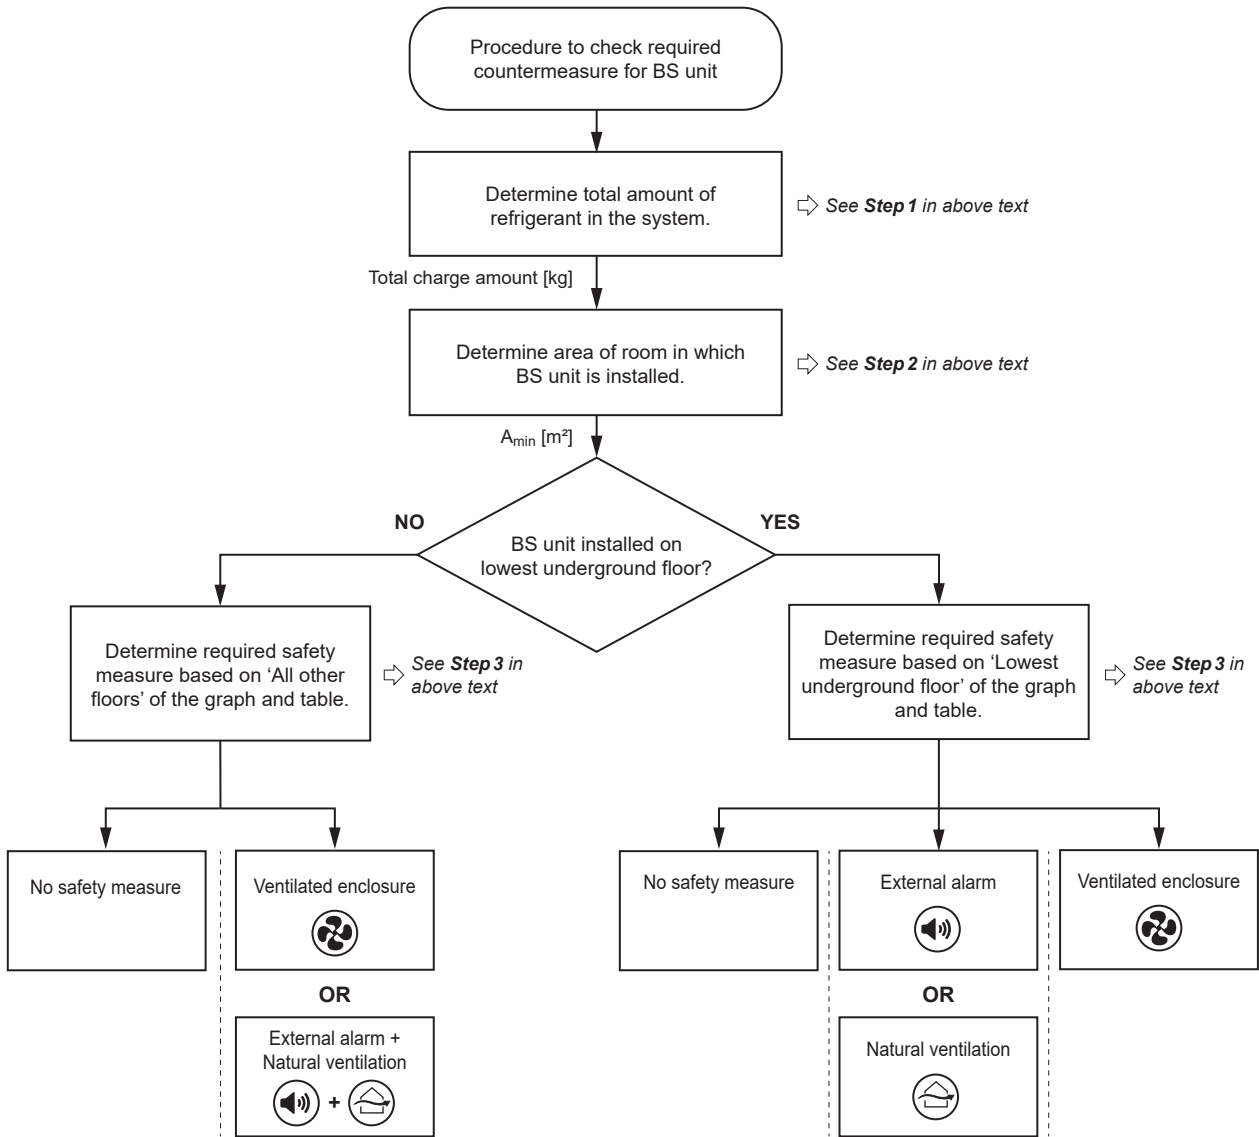 Procedure to check required
countermeasure for BS unit
Determine total amount of
refrigerant in the system.
⇨ See Step 1 in above text
Total charge amount [kg]
Determine area of room in which
BS unit is installed.
⇨ See Step 2 in above text
Amin [m²]
NO
YES
BS unit installed on
lowest underground floor?
Determine required safety
measure based on ‘All other
floors’ of the graph and table.
⇨ See Step 3 in
above text
Determine required safety
measure based on ‘Lowest
underground floor’ of the graph
and table.
⇨ See Step 3 in
above text
No safety measure
Ventilated enclosure
OR
External alarm +
Natural ventilation
+
No safety measure
External alarm
OR
Natural ventilation
Ventilated enclosure